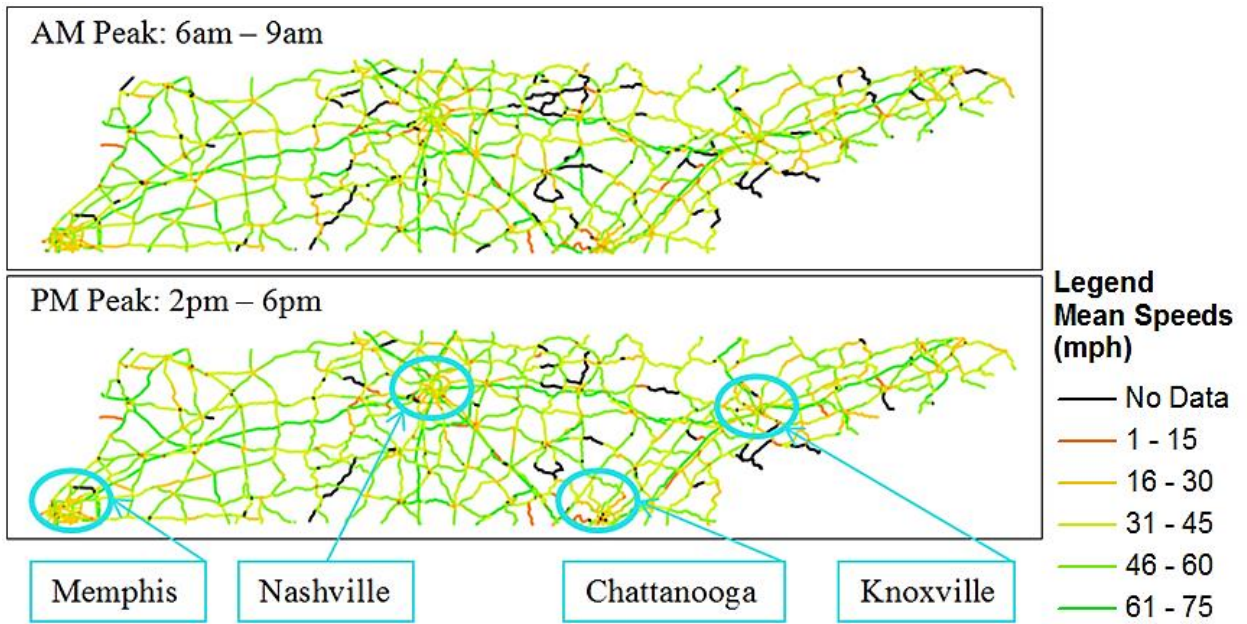 AM Peak: 6am – 9am
PM Peak: 2pm – 6pm
Legend
Mean Speeds
(mph)
No Data
1 - 15
16 - 30
31 - 45
46 - 60
61 - 75
Memphis
Nashville
Chattanooga
Knoxville